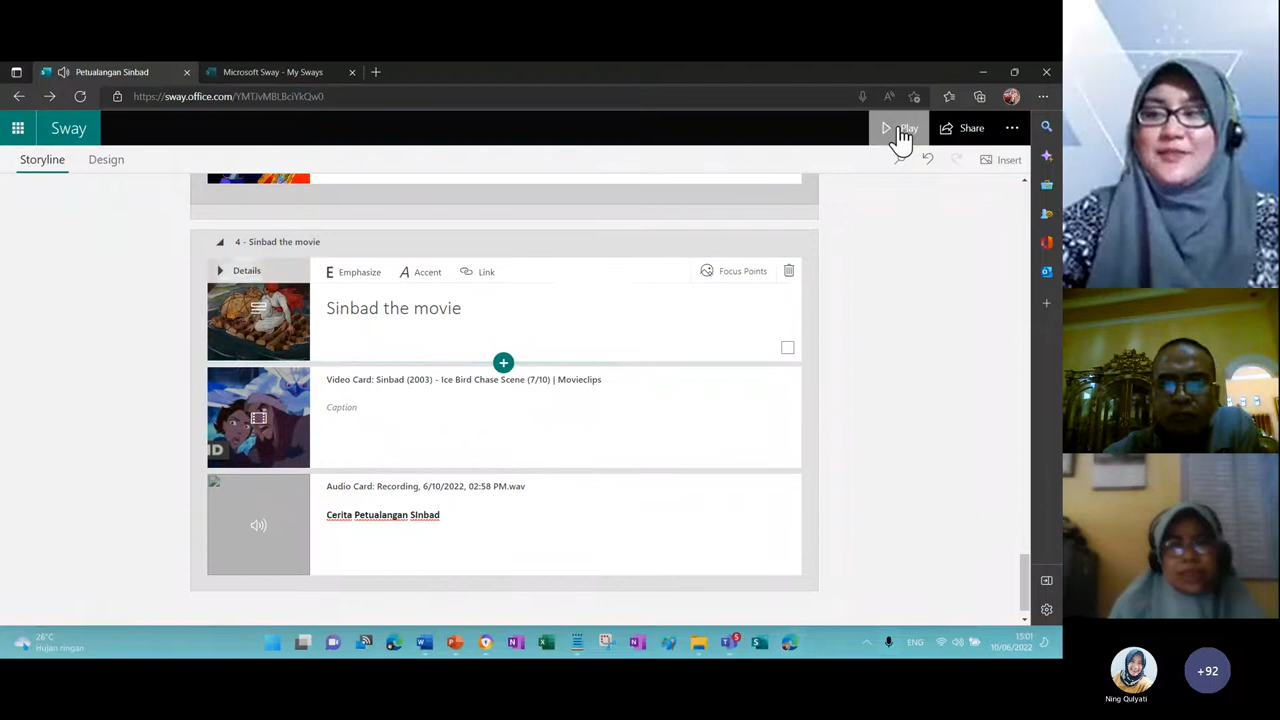 Petualangan Sinbad
Microsoft Sway - My Sways
https://sway.office.com/YMTJvMBLBciYkQw0
Sway
Play
Share
Storyline
Design
Insert
4 - Sinbad the movie
Details
Emphasize
Accent
Link
Focus Points
Sinbad the movie
Video Card: Sinbad (2003) - Ice Bird Chase Scene (7/10) | Movieclips
Caption
HD
Audio Card: Recording, 6/10/2022, 02:58 PM.wav
Cerita Petualangan SInbad
26°C
Hujan ringan
5
ENG
15:01
10/06/2022
Ning Qulyati
+92